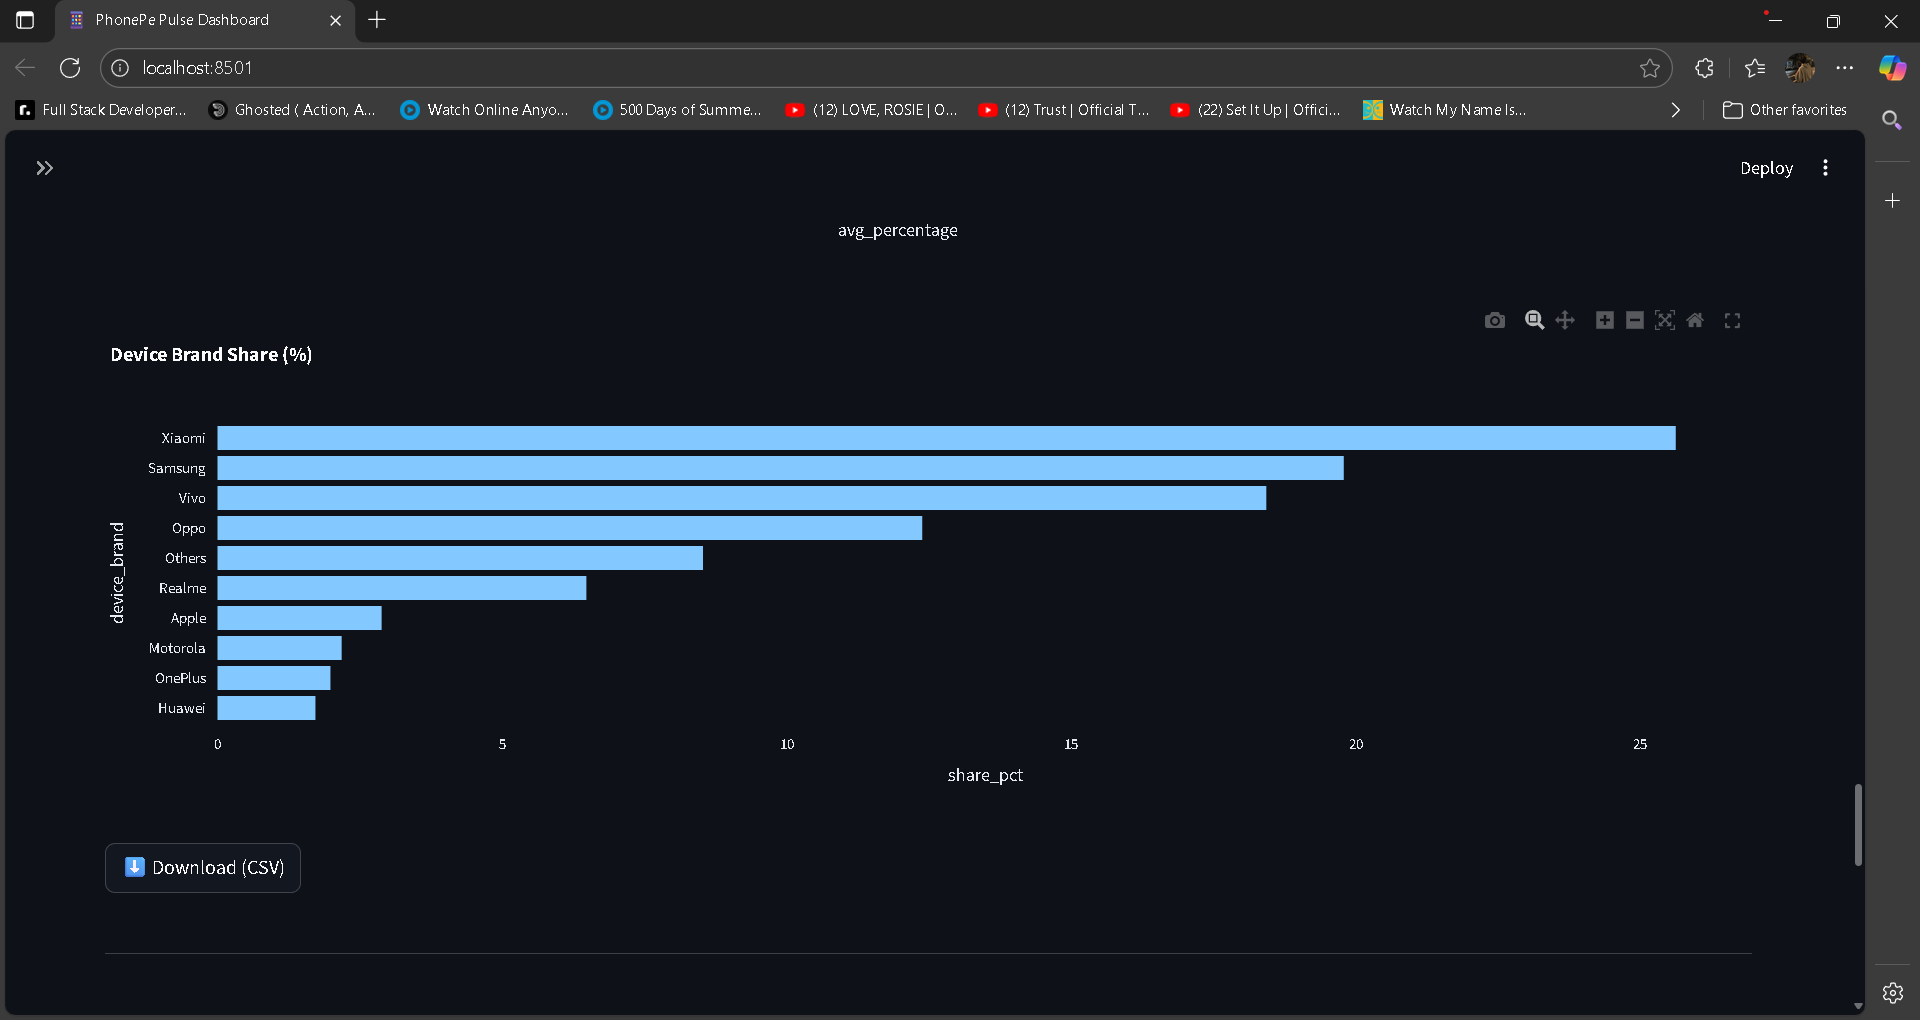 PhonePe Pulse Dashboard
localhost:8501
Full Stack Developer...
Ghosted ( Action, A...
Watch Online Anyo...
500 Days of Summe...
(12) LOVE, ROSIE | O...
(12) Trust | Official T...
(22) Set It Up | Offici...
Watch My Name Is...
Other favorites
Deploy
avg_percentage
Device Brand Share (%)
device_brand
Xiaomi
Samsung
Vivo
Oppo
Others
Realme
Apple
Motorola
OnePlus
Huawei
0 5 10 15 20 25
share_pct
Download (CSV)